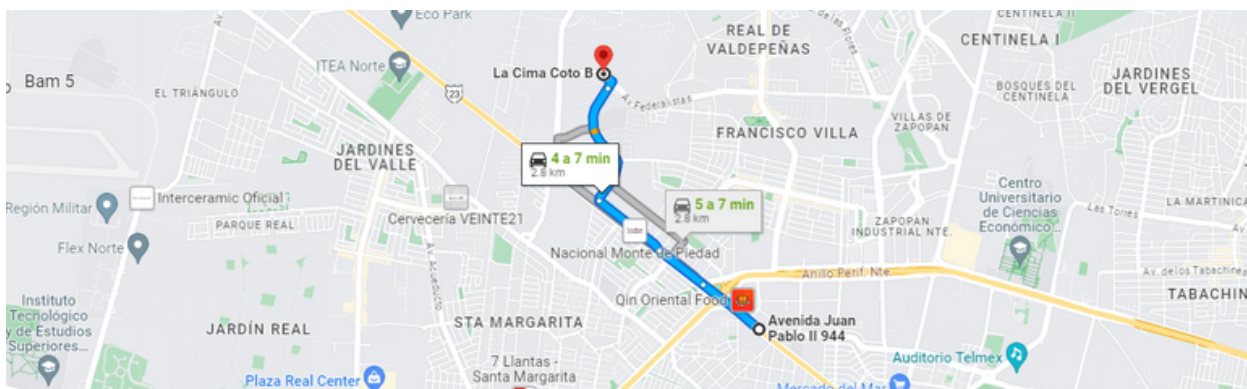 Eco Park
CENTINELA II
REAL DE
VALDEPEÑAS
CENTINELA I
ITEA Norte
La Cima Coto B
Bam 5
23
EL TRIÁNGULO
Av Federalistas
BOSQUES DEL
CENTINELA
JARDINES
DEL VERGEL
VILLAS DE
ZAPOPAN
FRANCISCO VILLA
JARDINES
DEL VALLE
4 a 7 min
2.8 km
Interceramic Oficial
Región Militar
PARQUE REAL
Cervecería VEINTE21
5 a 7 min
2.8 km
Centro
Universitario
de Ciencias
Económico...
Las Torres
LA MARTINICA
ZAPOPAN
INDUSTRIAL NTE.
Flex Norte
Nacional Monte de Piedad
Av. Acueducto
Anillo Perif. Nte.
Av. de los Tabachines
TABACHIN
Qin Oriental Food
Instituto
Tecnológico
y de Estudios
Superiores...
JARDÍN REAL
STA MARGARITA
Avenida Juan
Pablo II 944
7 Llantas -
Santa Margarita
Auditorio Telmex
Plaza Real Center
Mercado del Mar